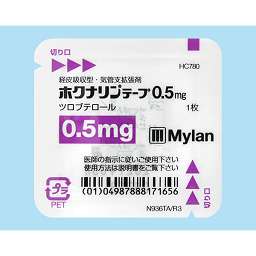 切り口
HC780
経皮吸収型・気管支拡張剤
ホクナリンテープ0.5mg
ツロブテロール
1枚
0.5mg
Mylan
医師の指示に従いご使用下さい
使用方法は説明書をご覧下さい
プラ
PET
(01)04987888171656
N936TA/R3
切り口